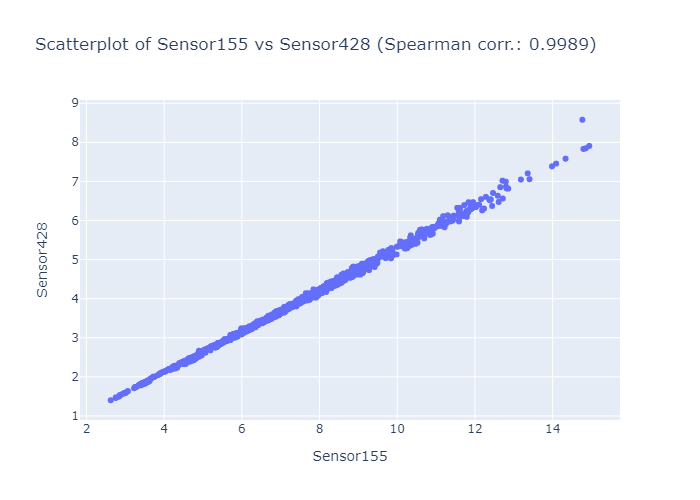 Scatterplot of Sensor155 vs Sensor428 (Spearman corr.: 0.9989)
9
8
7
6
5
4
3
2
1
Sensor428
2 4 6 8 10 12 14
Sensor155